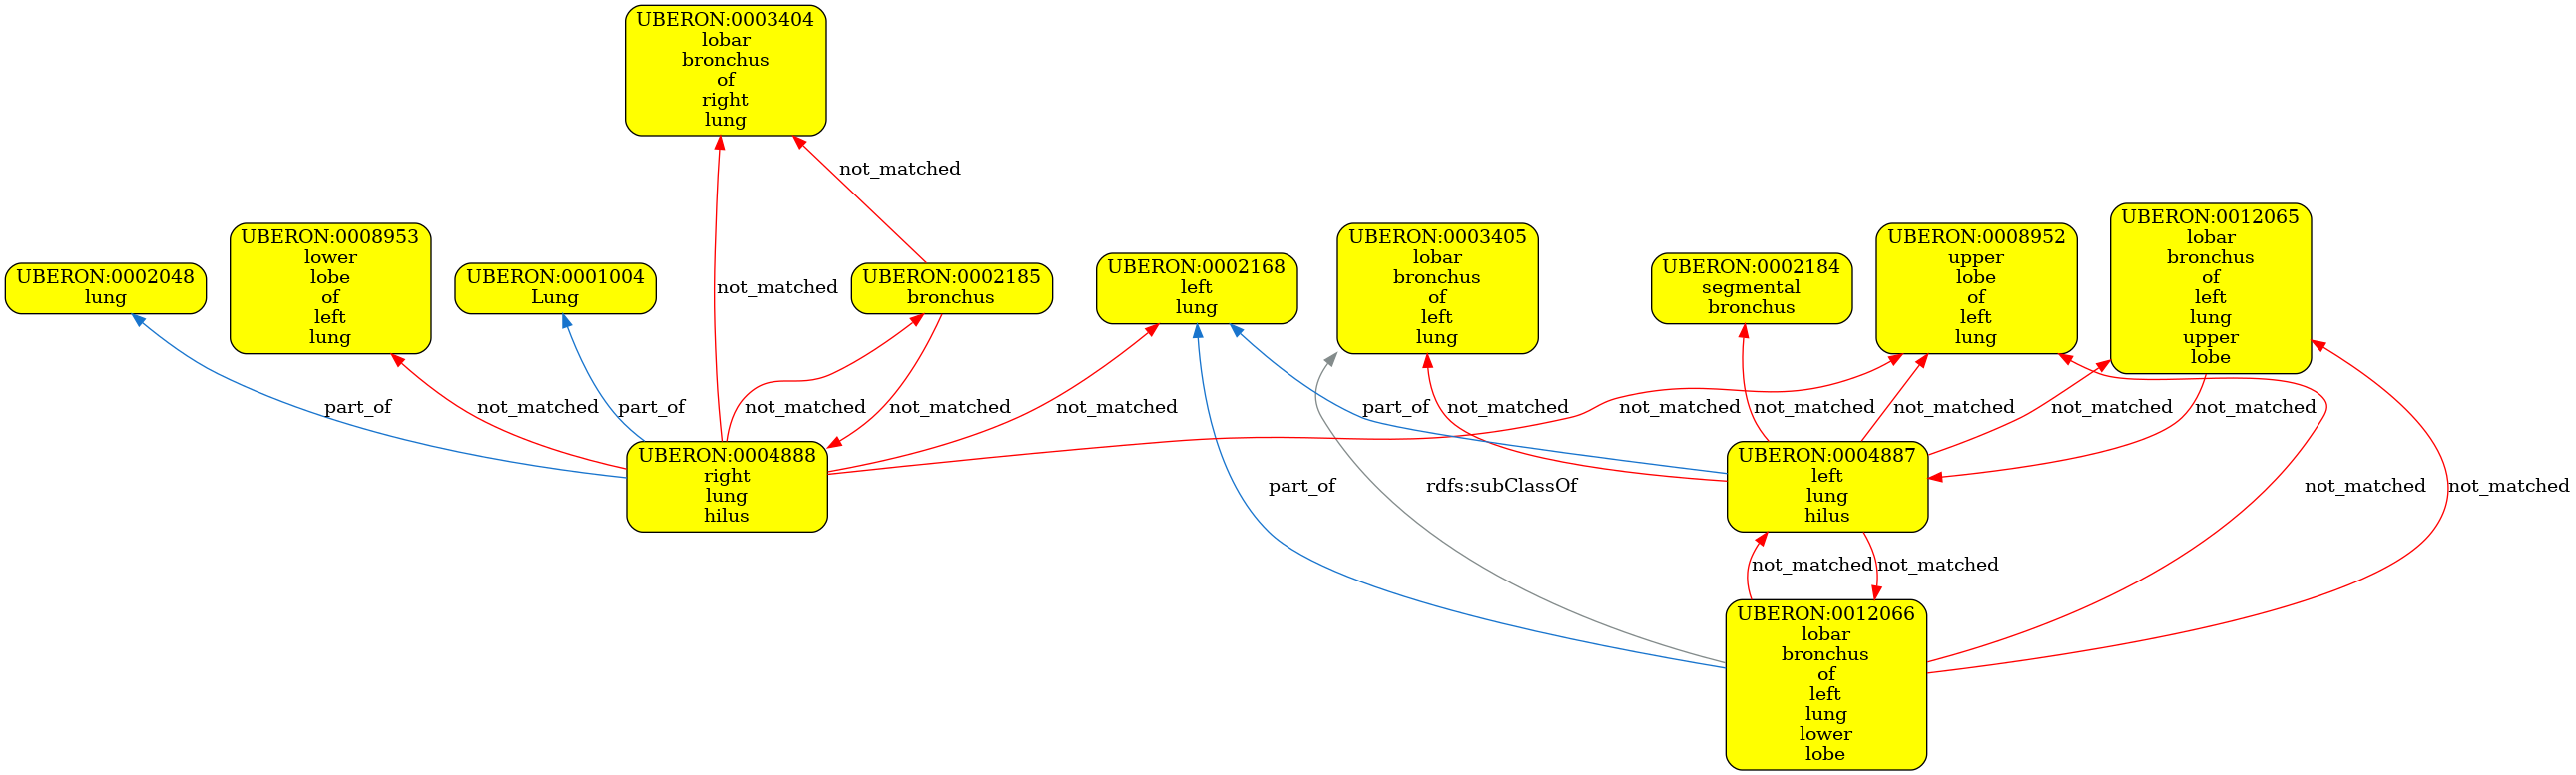 UBERON:0003404
lobar
bronchus
of
right
lung
not_matched
UBERON:0002048
lung
UBERON:0008953
lower
lobe
of
left
lung
UBERON:0001004
Lung
not_matched
UBERON:0002185
bronchus
UBERON:0002168
left
lung
UBERON:0003405
lobar
bronchus
of
left
lung
UBERON:0002184
segmental
bronchus
UBERON:0008952
upper
lobe
of
left
lung
UBERON:0012065
lobar
bronchus
of
left
lung
upper
lobe
part_of
not_matched
part_of
not_matched
not_matched
not_matched
part_of
not_matched
not_matched
not_matched
not_matched
not_matched
not_matched
UBERON:0004888
right
lung
hilus
part_of
rdfs:subClassOf
UBERON:0004887
left
lung
hilus
not_matched
not_matched
not_matched
not_matched
UBERON:0012066
lobar
bronchus
of
left
lung
lower
lobe